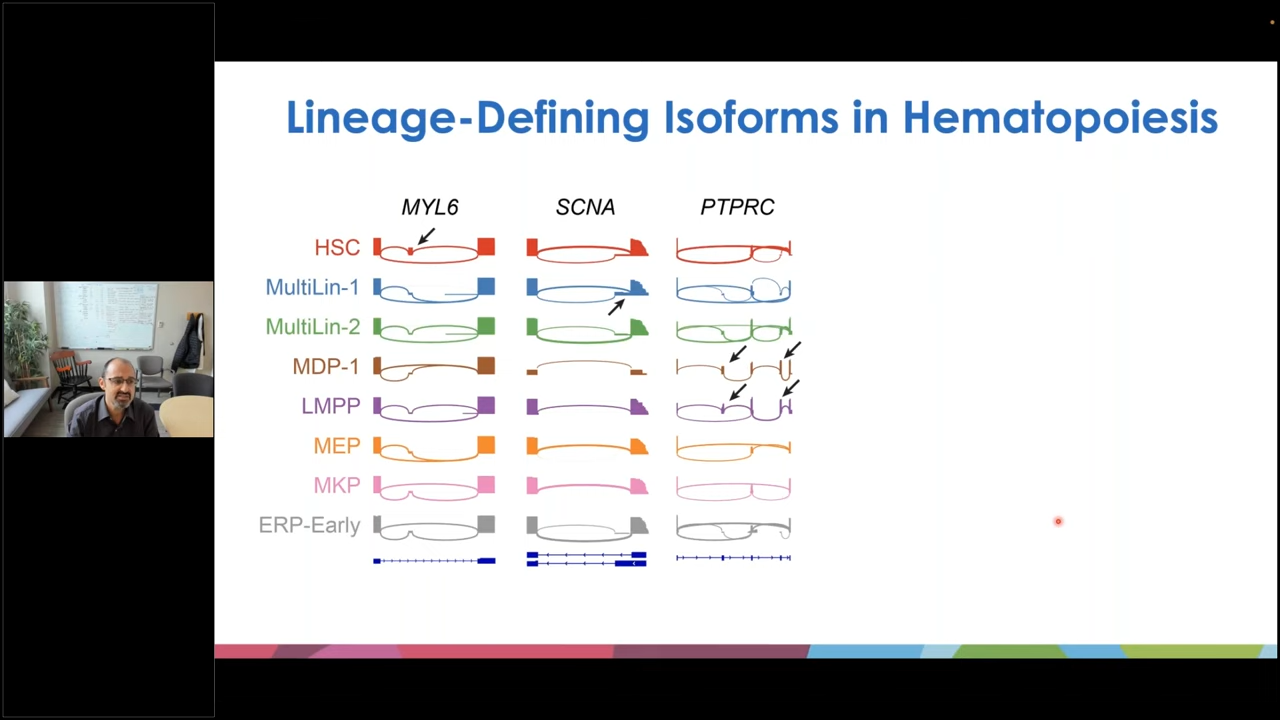 Lineage-Defining Isoforms in Hematopoiesis
MYL6 SCNA PTPRC
HSC
MultiLin-1
MultiLin-2
MDP-1
LMPP
MEP
MKP
ERP-Early